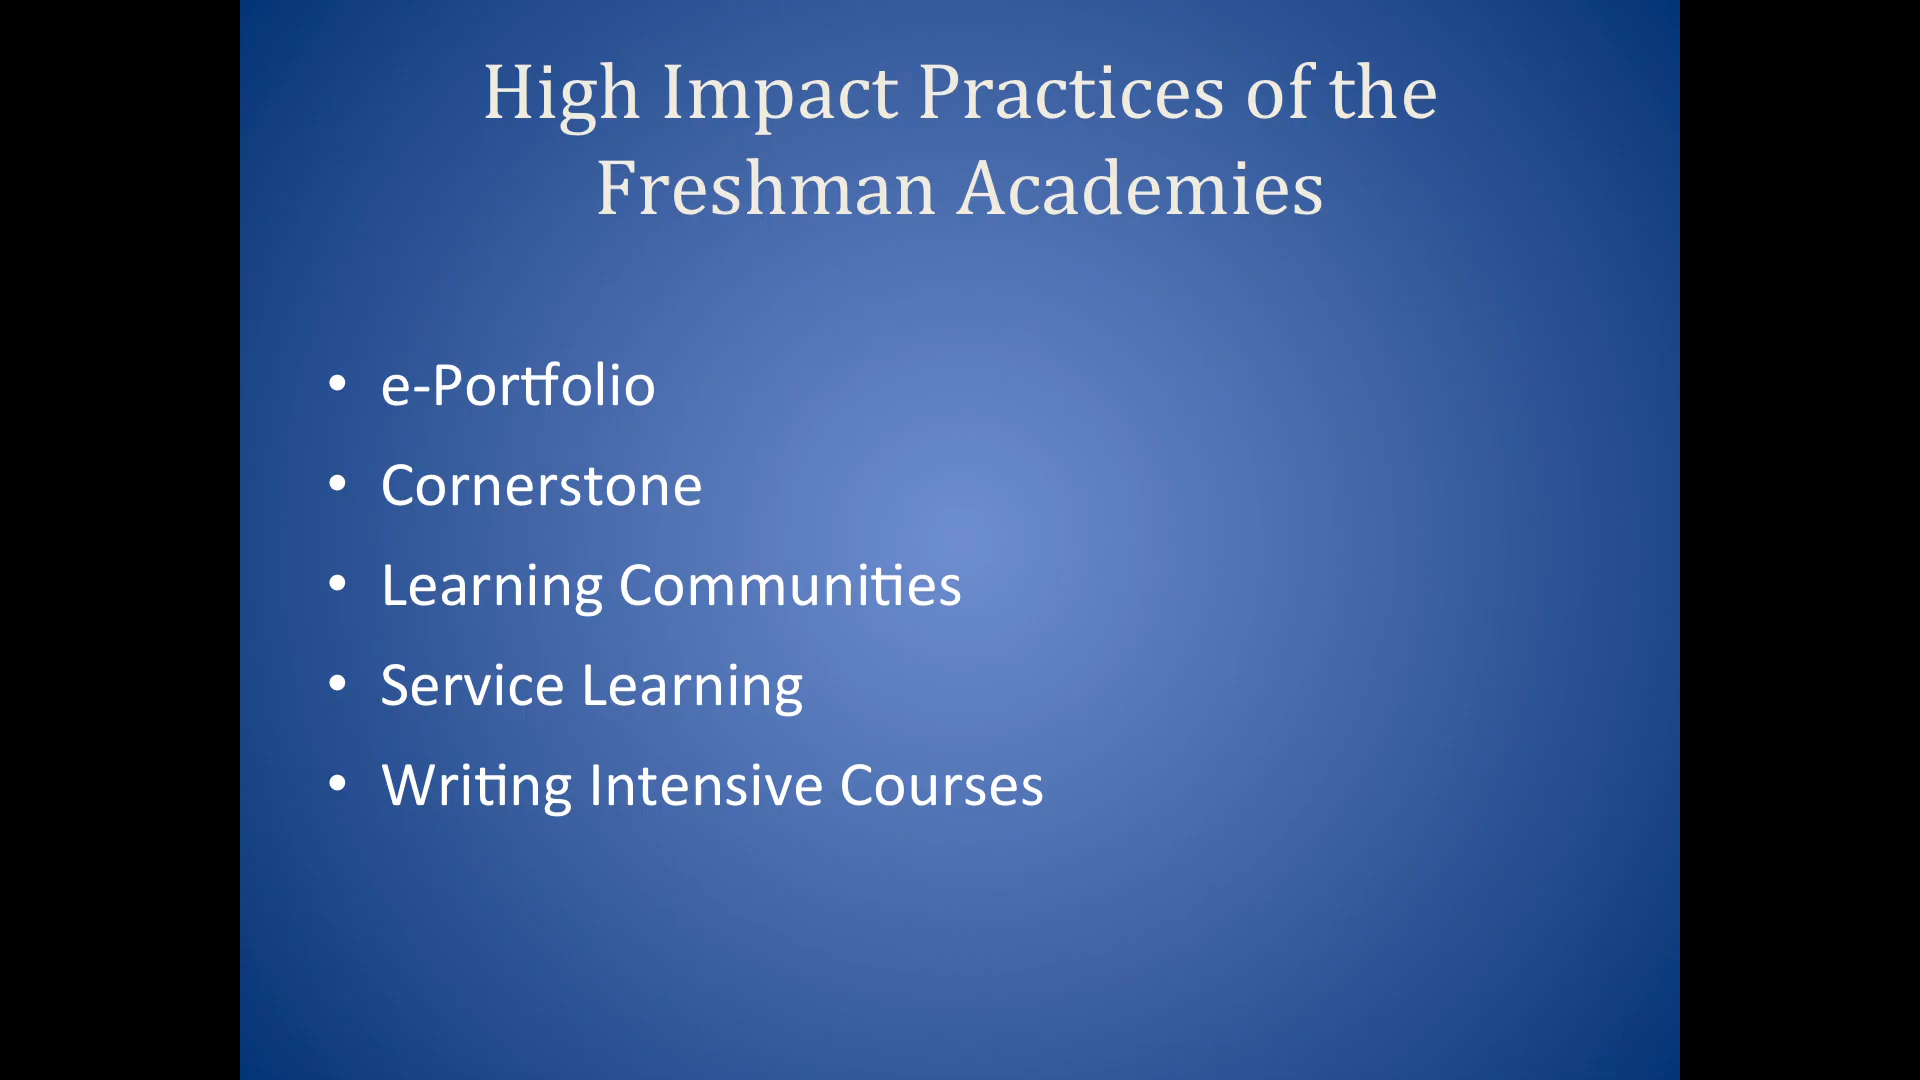 High Impact Practices of the
Freshman Academies
• e-Portfolio
• Cornerstone
• Learning Communities
• Service Learning
• Writing Intensive Courses